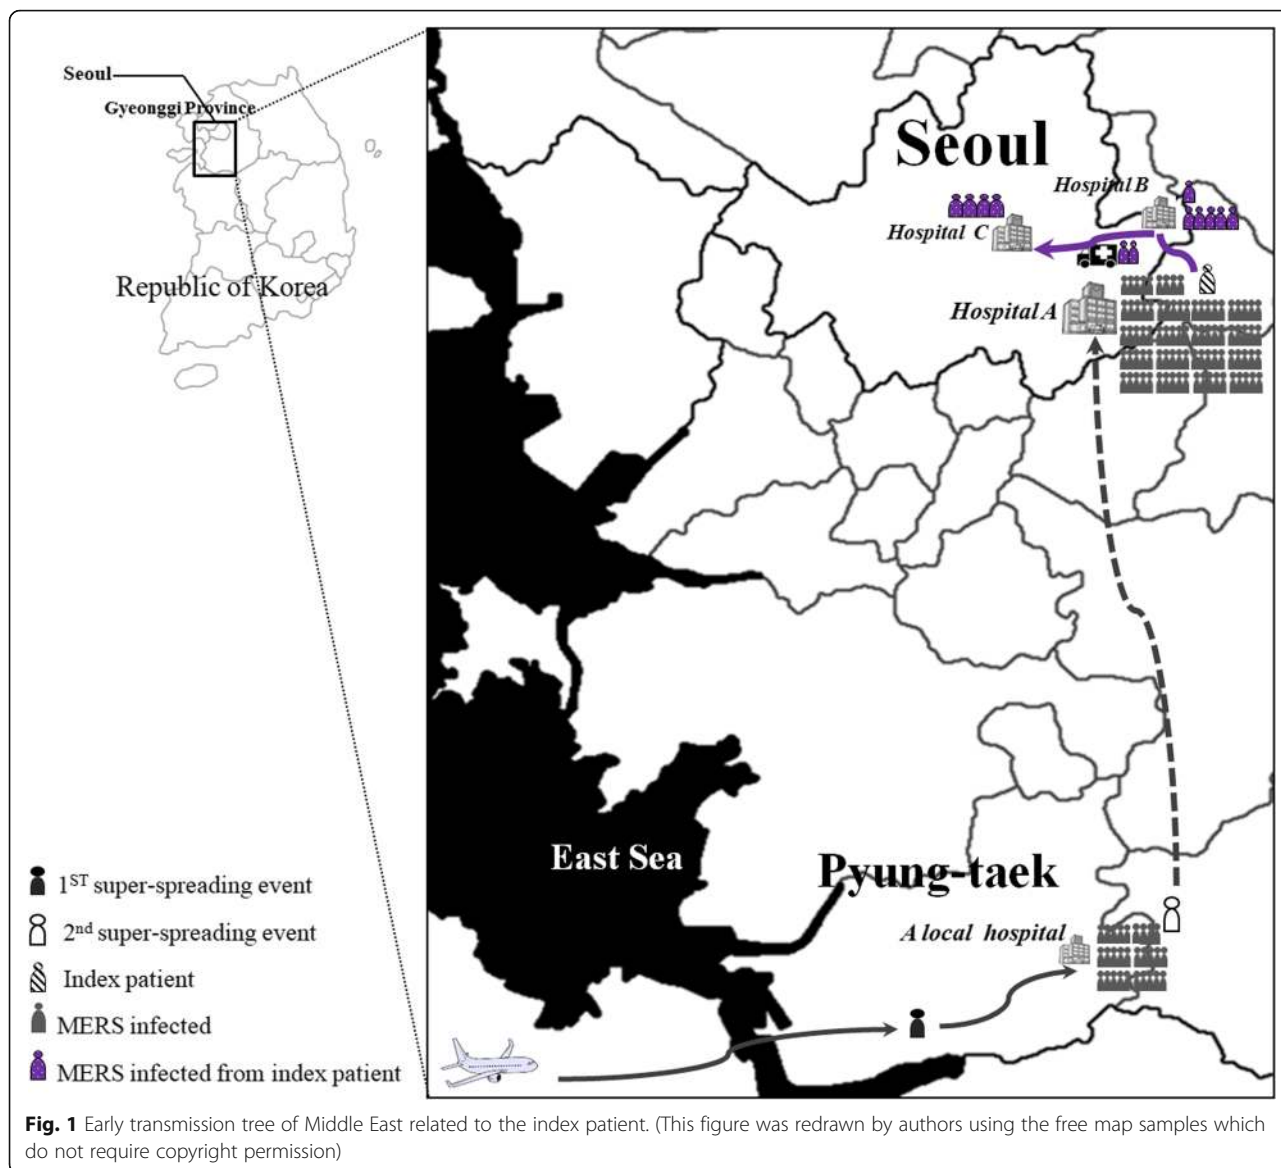 Seoul
Gyeonggi Province
Republic of Korea
Seoul
Hospital B
Hospital C
Hospital A
East Sea
Pyung-taek
A local hospital
1ST super-spreading event
2nd super-spreading event
Index patient
MERS infected
MERS infected from index patient
Fig. 1 Early transmission tree of Middle East related to the index patient. (This figure was redrawn by authors using the free map samples which
do not require copyright permission)